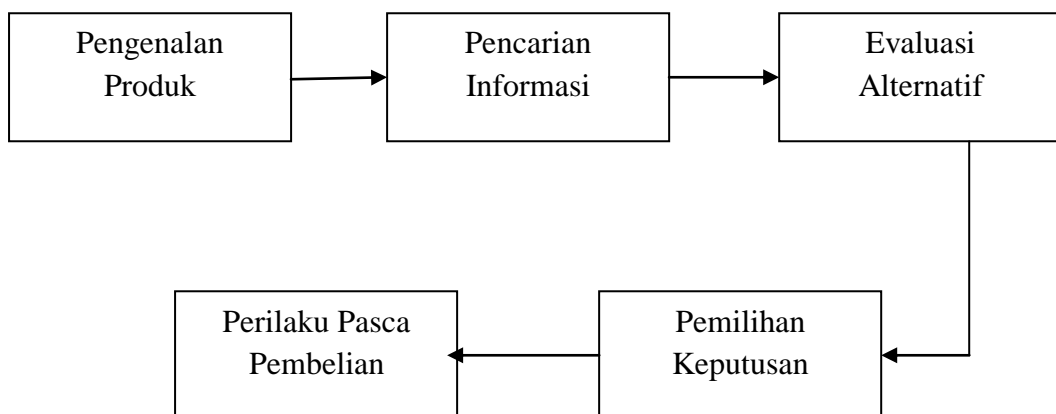 Pengenalan
Produk
Pencarian
Informasi
Evaluasi
Alternatif
Pemilihan
Keputusan
Perilaku Pasca
Pembelian